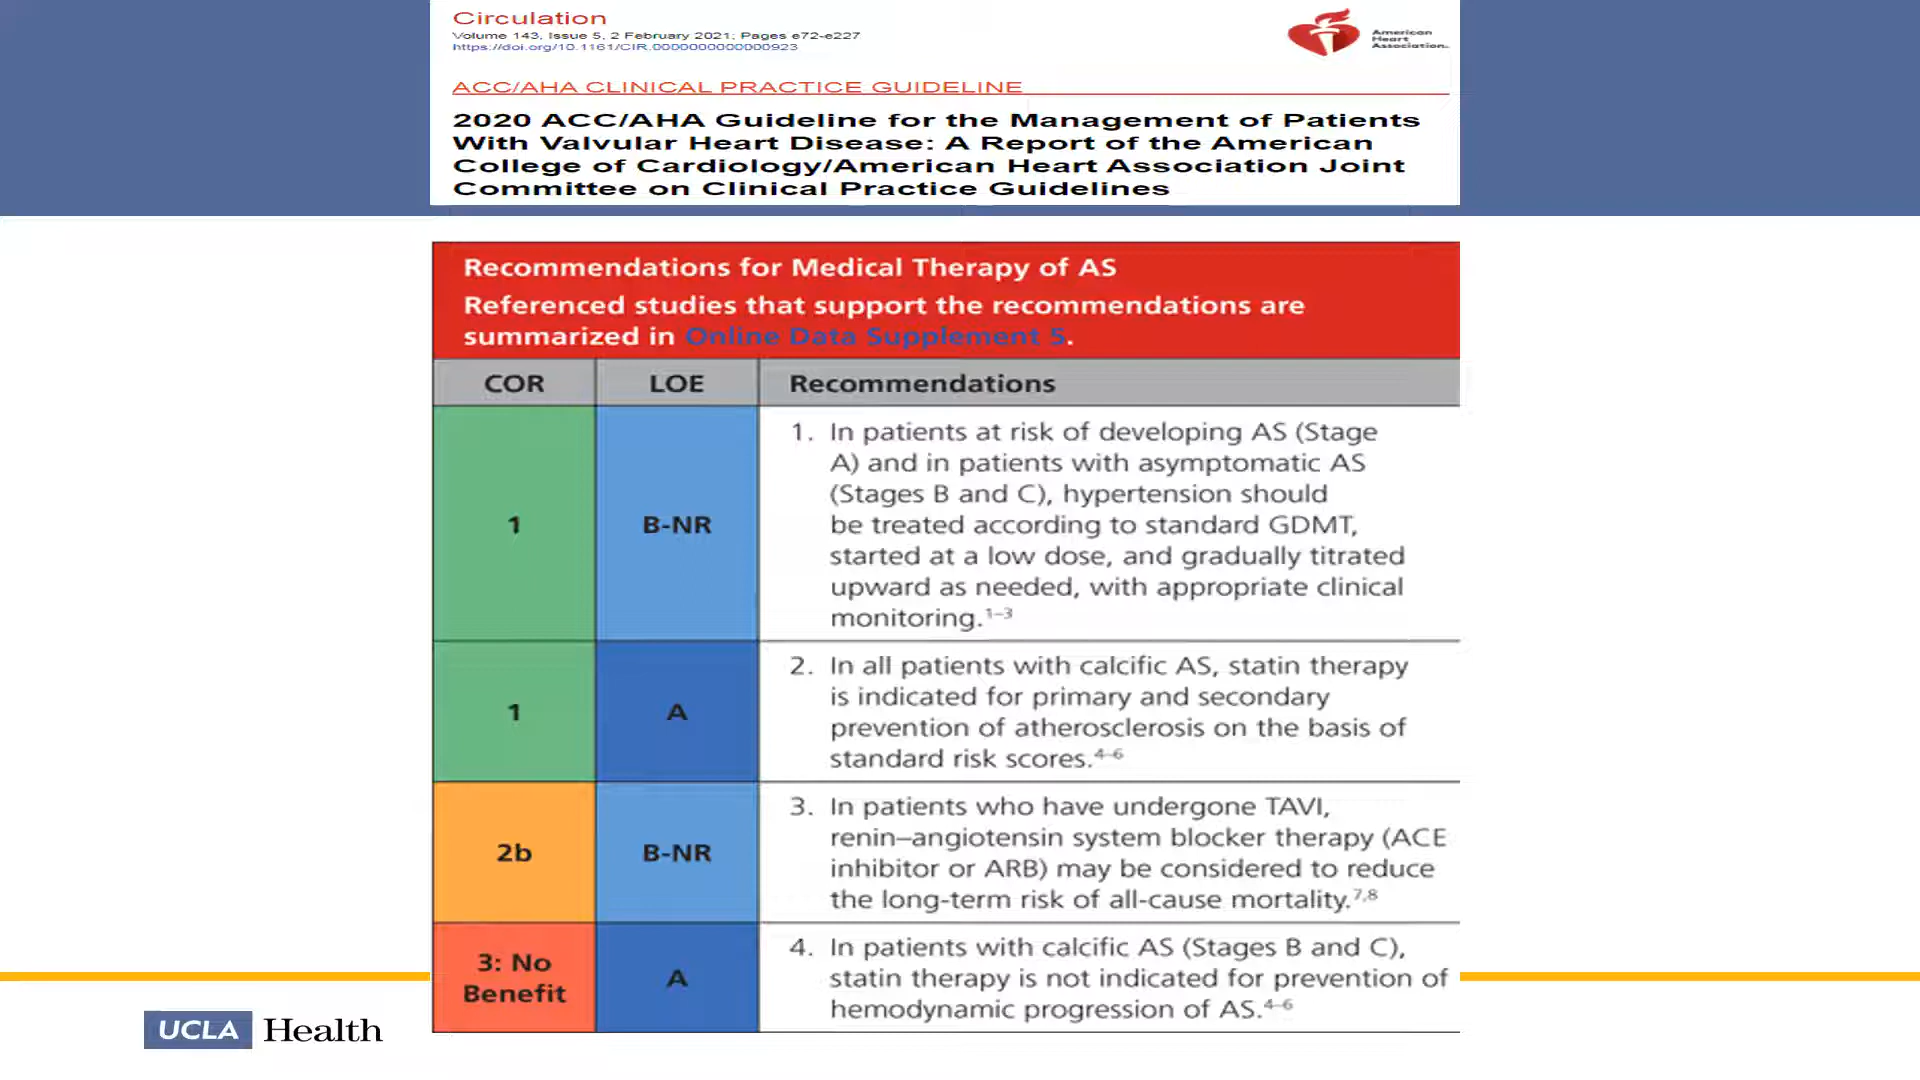 Circulation
Volume 143, Issue 5, 2 February 2021; Pages e72-e227
https://doi.org/10.1161/CIR.0000000000000923
American
Heart
Association.
ACC/AHA CLINICAL PRACTICE GUIDELINE
2020 ACC/AHA Guideline for the Management of Patients
With Valvular Heart Disease: A Report of the American
College of Cardiology/American Heart Association Joint
Committee on Clinical Practice Guidelines
Recommendations for Medical Therapy of AS
Referenced studies that support the recommendations are
summarized in Online Data Supplement 5.
COR LOE Recommendations
1 B-NR
1. In patients at risk of developing AS (Stage
A) and in patients with asymptomatic AS
(Stages B and C), hypertension should
be treated according to standard GDMT,
started at a low dose, and gradually titrated
upward as needed, with appropriate clinical
monitoring.1–3
1 A
2. In all patients with calcific AS, statin therapy
is indicated for primary and secondary
prevention of atherosclerosis on the basis of
standard risk scores.4–6
2b B-NR
3. In patients who have undergone TAVI,
renin–angiotensin system blocker therapy (ACE
inhibitor or ARB) may be considered to reduce
the long-term risk of all-cause mortality.7,8
3: No
Benefit
A
4. In patients with calcific AS (Stages B and C),
statin therapy is not indicated for prevention of
hemodynamic progression of AS.4–6
UCLA Health